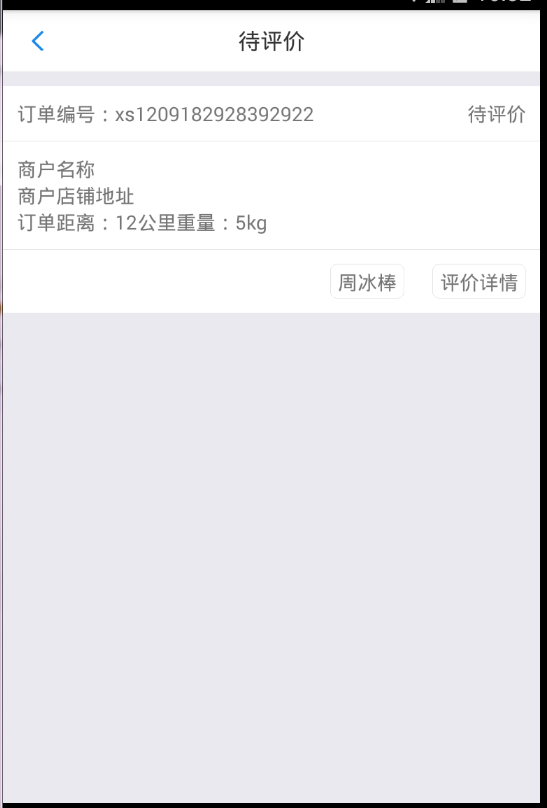 待评价
订单编号：xs1209182928392922 待评价
商户名称
商户店铺地址
订单距离：12公里重量：5kg
周冰棒 评价详情